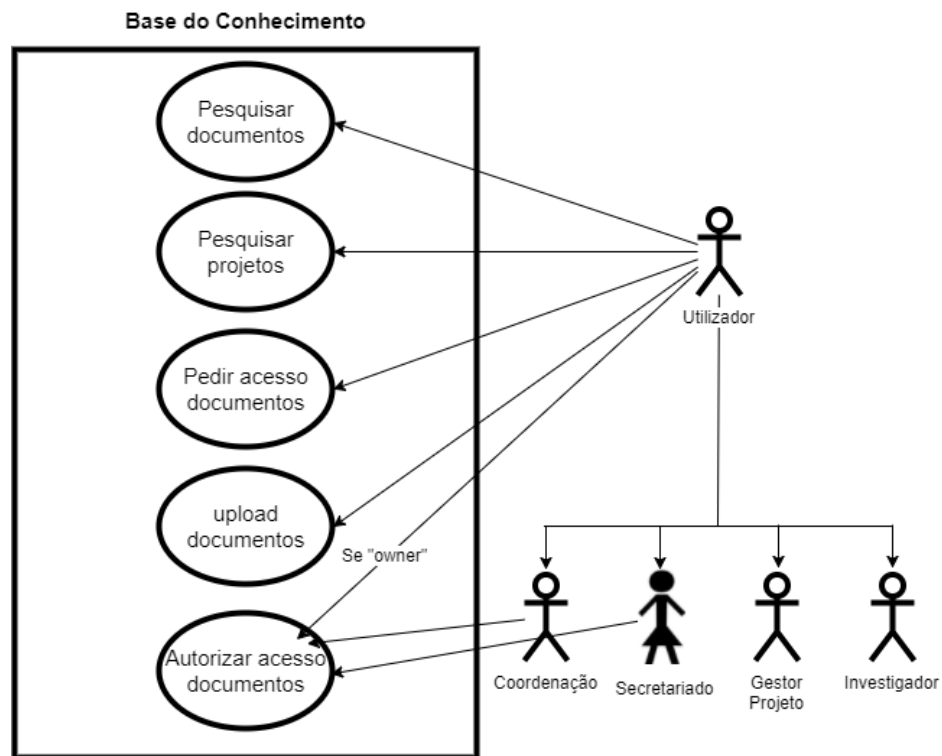 Base do Conhecimento
Pesquisar
documentos
Pesquisar
projetos
Utilizador
Pedir acesso
documentos
upload
documentos
Se "owner"
Autorizar acesso
documentos
Coordenação
Secretariado
Gestor
Projeto
Investigador